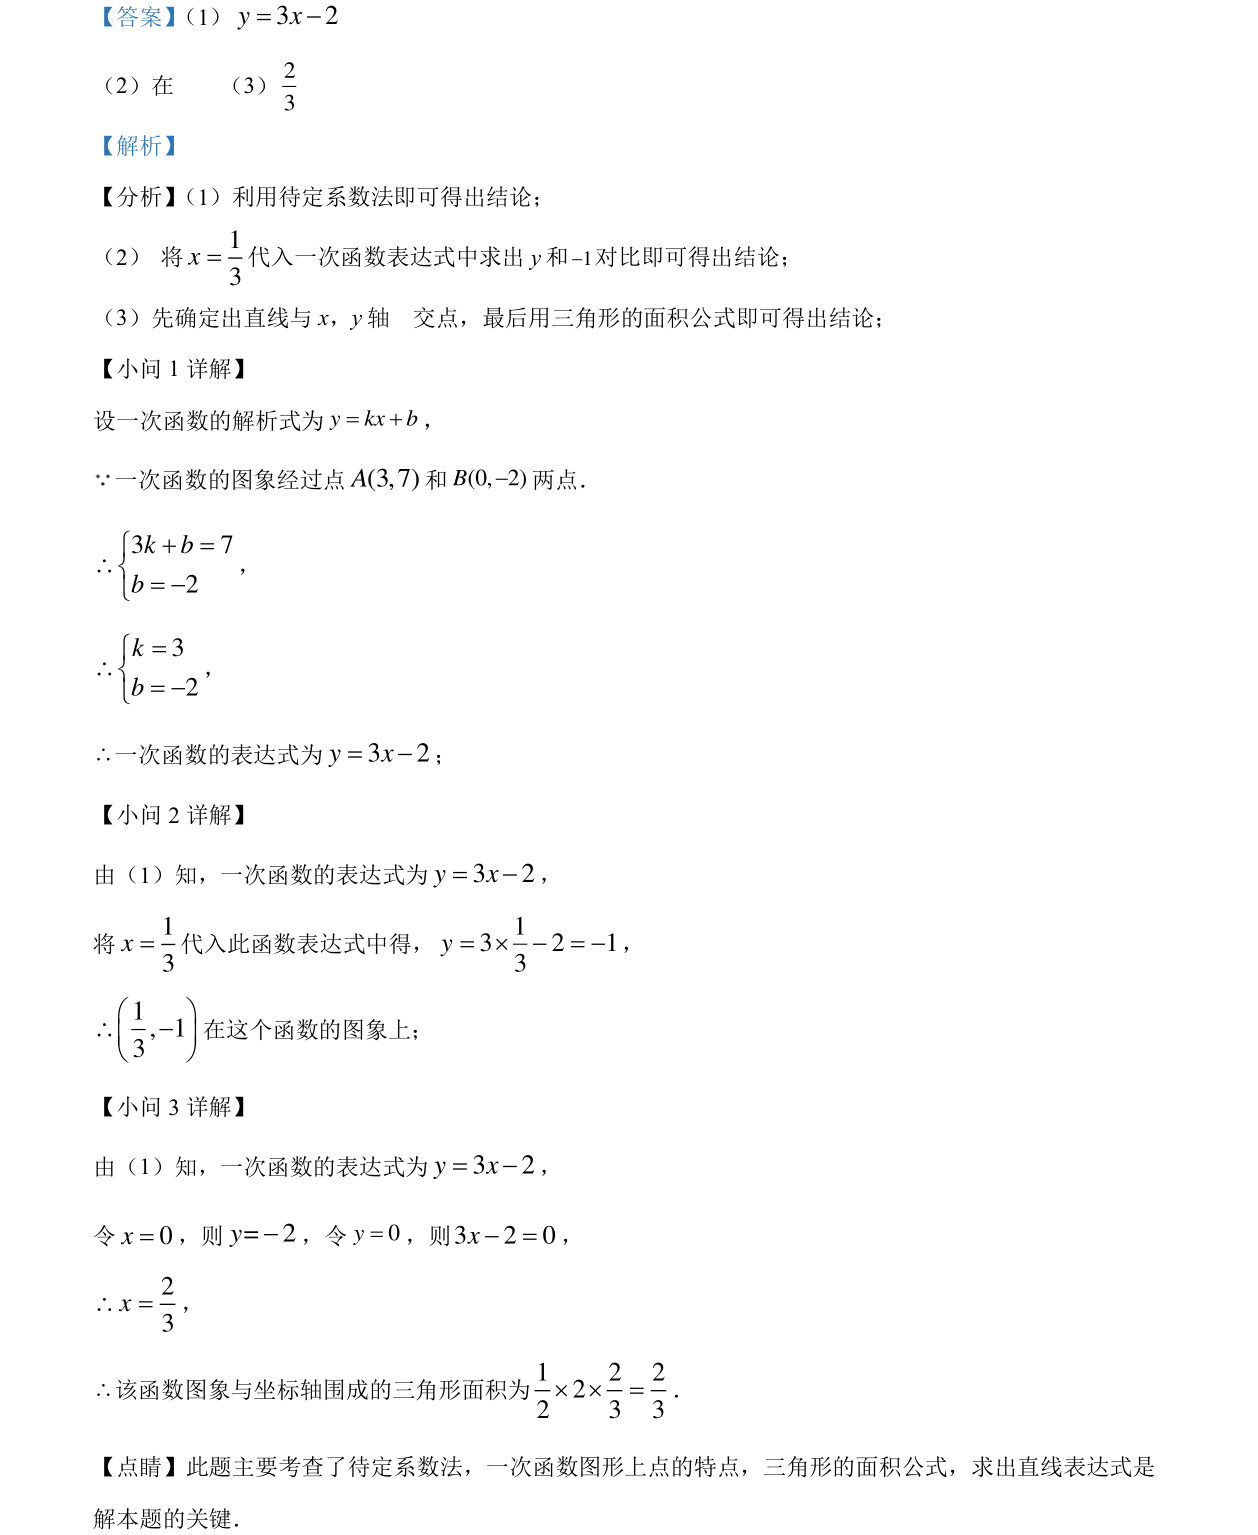 【答案】（1）y=3x−2
（2）在 （3）2/3
【解析】
【分析】（1）利用待定系数法即可得出结论；
（2） 将 x=1/3 代入一次函数表达式中求出 y 和 −1 对比即可得出结论；
（3）先确定出直线与 x，y 轴 交点，最后用三角形的面积公式即可得出结论；
【小问 1 详解】
设一次函数的解析式为 y=kx+b，
∵一次函数的图象经过点 A(3,7) 和 B(0,−2) 两点．
∴{3k+b=7
b=−2，
∴{k=3
b=−2，
∴一次函数的表达式为 y=3x−2；
【小问 2 详解】
由（1）知，一次函数的表达式为 y=3x−2，
将 x=1/3 代入此函数表达式中得， y=3×1/3−2=−1，
∴(1/3,−1) 在这个函数的图象上；
【小问 3 详解】
由（1）知，一次函数的表达式为 y=3x−2，
令 x=0，则 y=−2，令 y=0，则 3x−2=0，
∴x=2/3，
∴该函数图象与坐标轴围成的三角形面积为 1/2×2×2/3=2/3．
【点睛】此题主要考查了待定系数法，一次函数图形上点的特点，三角形的面积公式，求出直线表达式是
解本题的关键．